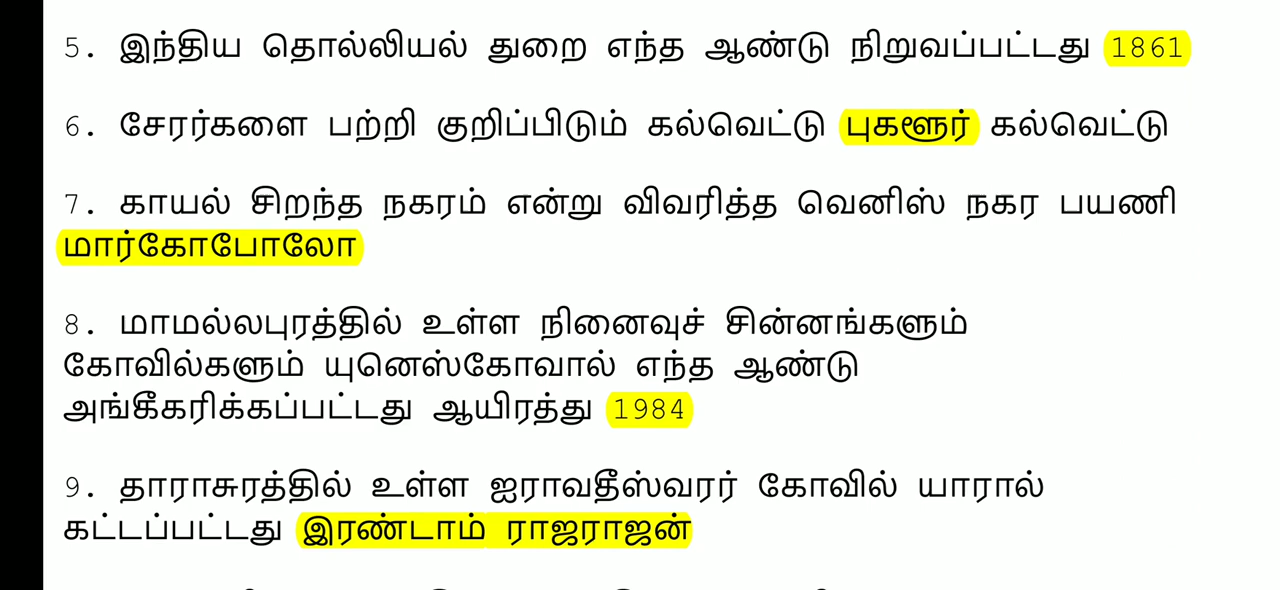 5. இந்திய தொல்லியல் துறை எந்த ஆண்டு நிறுவப்பட்டது 1861
6. சேரர்களை பற்றி குறிப்பிடும் கல்வெட்டு புகளூர் கல்வெட்டு
7. காயல் சிறந்த நகரம் என்று விவரித்த வெனிஸ் நகர பயணி
மார்கோபோலோ
8. மாமல்லபுரத்தில் உள்ள நினைவுச் சின்னங்களும்
கோவில்களும் யுனெஸ்கோவால் எந்த ஆண்டு
அங்கீகரிக்கப்பட்டது ஆயிரத்து 1984
9. தாராசுரத்தில் உள்ள ஐராவதீஸ்வரர் கோவில் யாரால்
கட்டப்பட்டது இரண்டாம் ராஜராஜன்